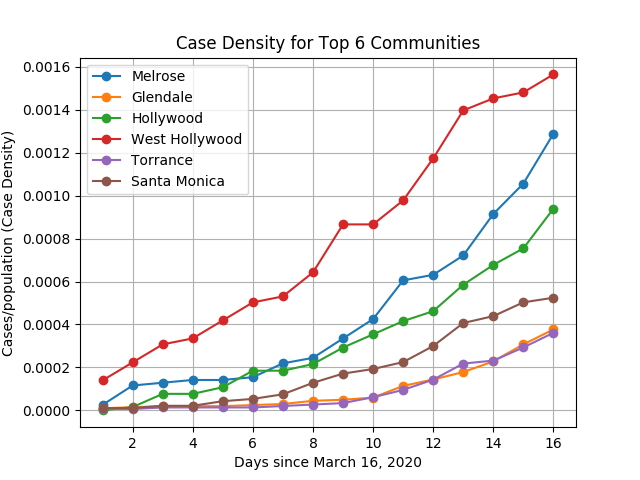 Case Density for Top 6 Communities
Cases/population (Case Density)
0.0016
0.0014
0.0012
0.0010
0.0008
0.0006
0.0004
0.0002
0.0000
Melrose
Glendale
Hollywood
West Hollywood
Torrance
Santa Monica
2 4 6 8 10 12 14 16
Days since March 16, 2020